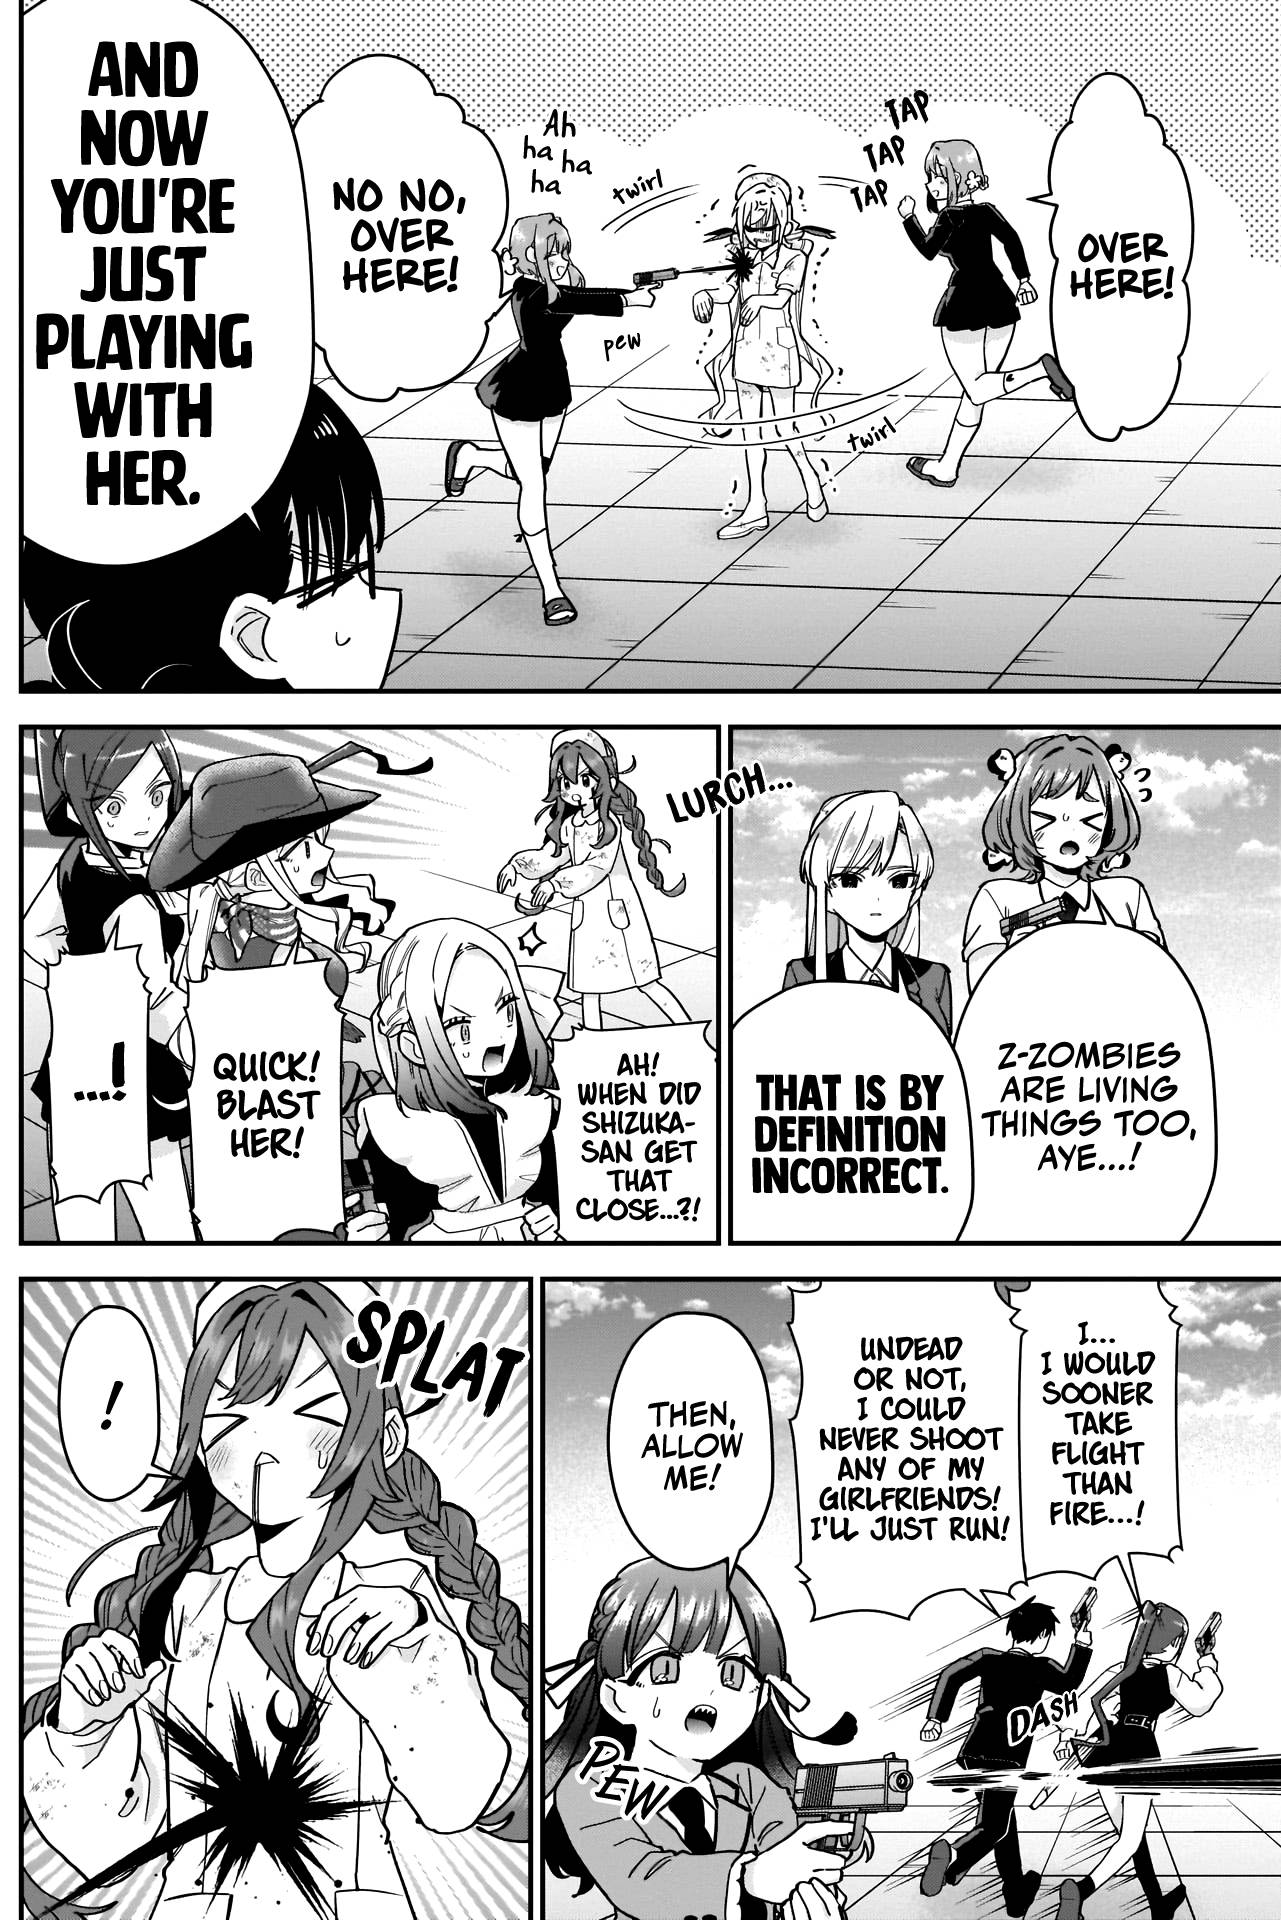 OVER
HERE!
TAP
TAP
TAP
twirl
twirl
Ah
ha ha
ha
pew
NO NO,
OVER
HERE!
AND
NOW
YOU'RE
JUST
PLAYING
WITH
HER.
Z-ZOMBIES
ARE LIVING
THINGS TOO,
AYE...!
THAT IS BY
DEFINITION
INCORRECT.
LURCH...
AH!
WHEN DID
SHIZUKA-
SAN GET
THAT
CLOSE...?!
QUICK!
BLAST
HER!
....!
I...
I WOULD
SOONER
TAKE
FLIGHT
THAN
FIRE...!
UNDEAD
OR NOT,
I COULD
NEVER SHOOT
ANY OF MY
GIRLFRIENDS!
I'LL JUST RUN!
DASH
THEN,
ALLOW
ME!
PEW
SPLAT
!